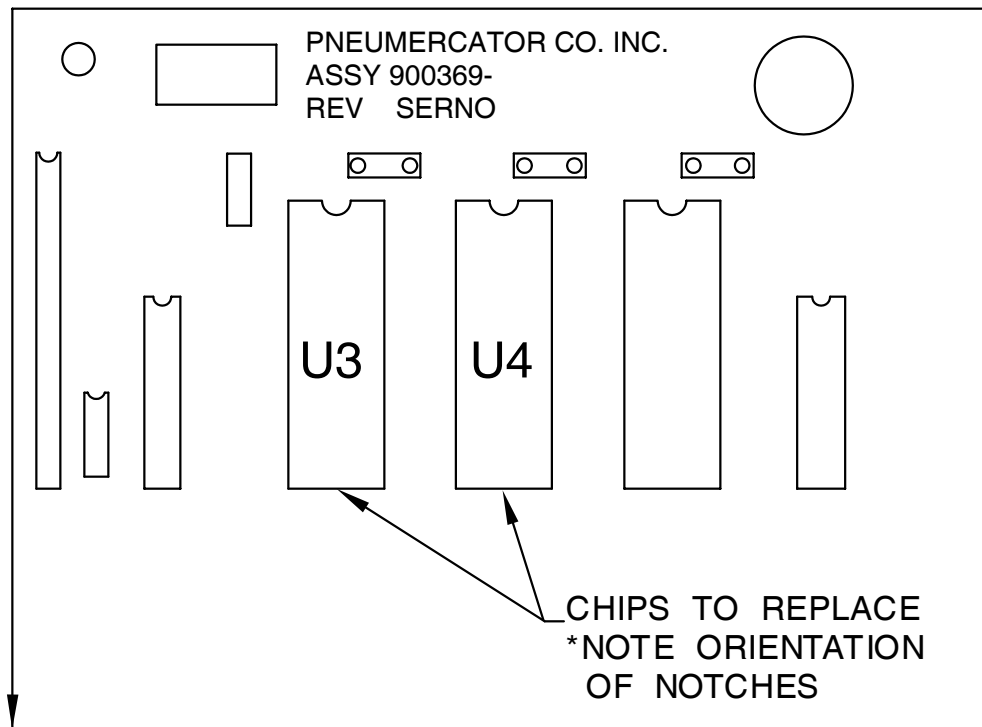 PNEUMERCATOR CO. INC.
ASSY 900369-
REV SERNO
U3
U4
CHIPS TO REPLACE
*NOTE ORIENTATION
OF NOTCHES